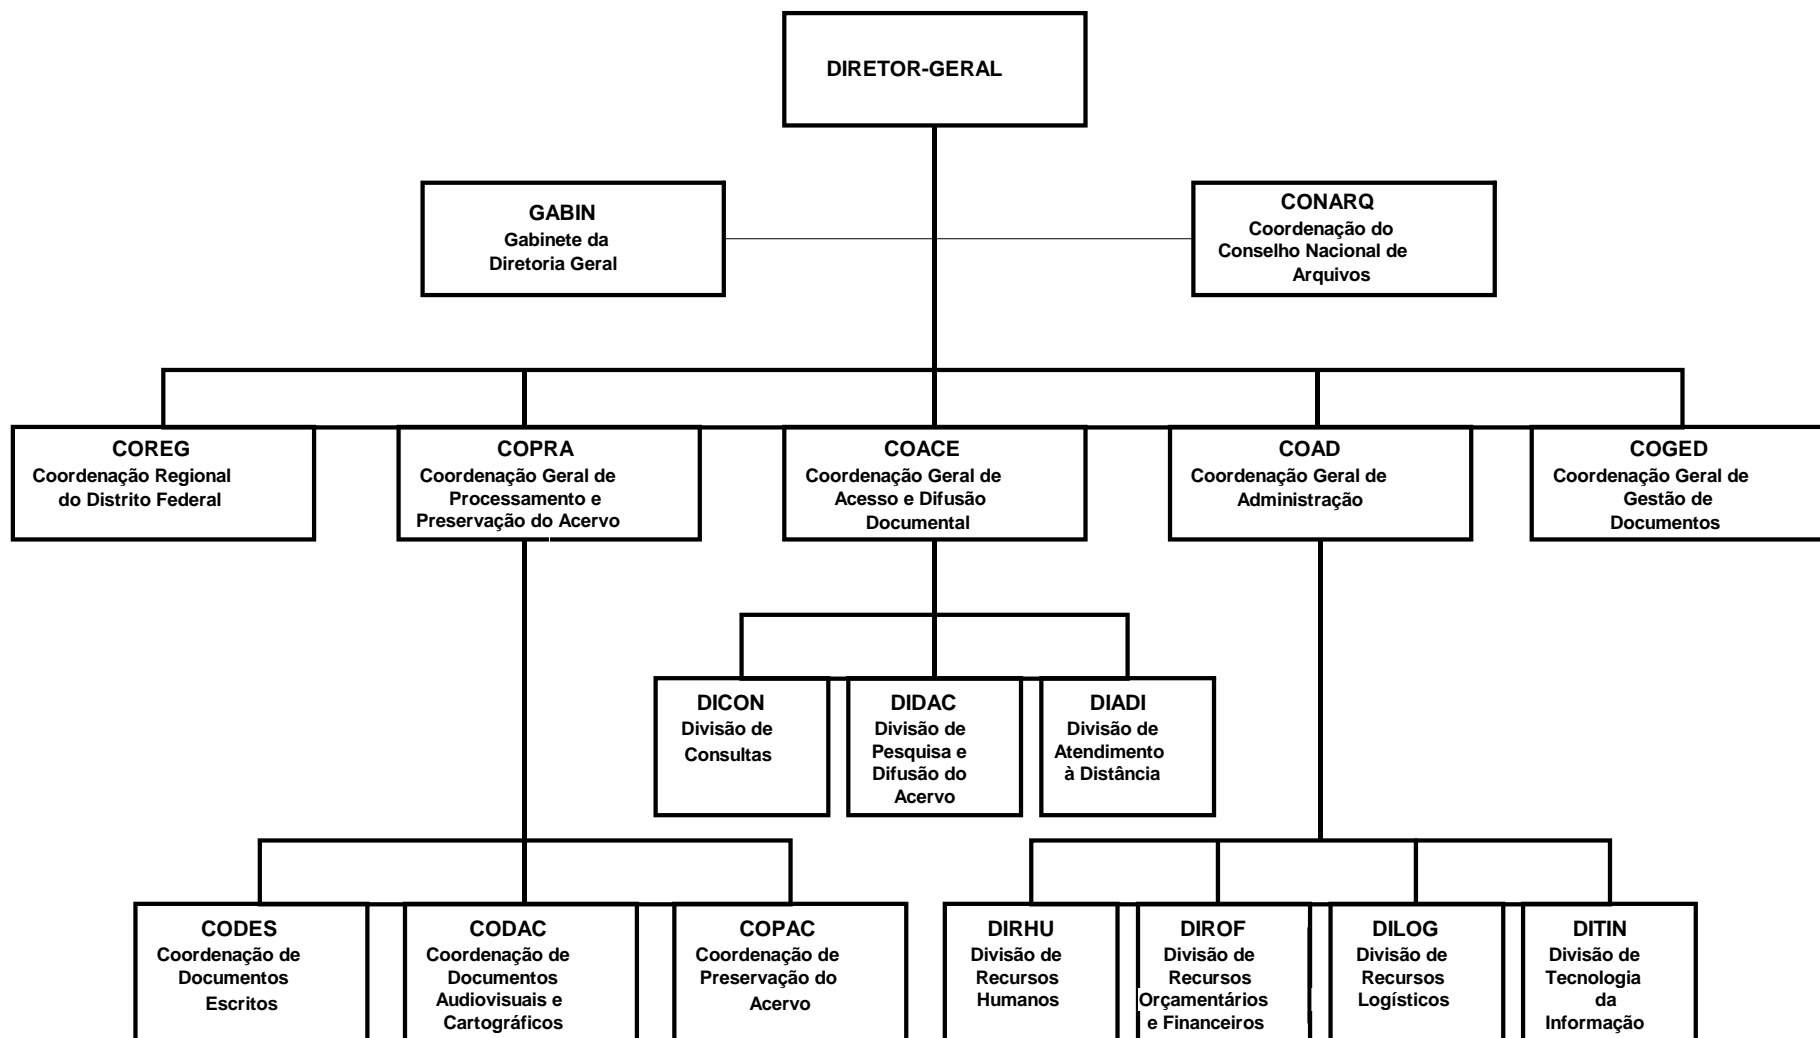 DIRETOR-GERAL
GABIN
Gabinete da
Diretoria Geral
CONARQ
Coordenação do
Conselho Nacional de
Arquivos
COREG
Coordenação Regional
do Distrito Federal
COPRA
Coordenação Geral de
Processamento e
Preservação do Acervo
COACE
Coordenação Geral de
Acesso e Difusão
Documental
COAD
Coordenação Geral de
Administração
COGED
Coordenação Geral de
Gestão de
Documentos
DICON
Divisão de
Consultas
DIDAC
Divisão de
Pesquisa e
Difusão do
Acervo
DIADI
Divisão de
Atendimento
à Distância
CODES
Coordenação de
Documentos
Escritos
CODAC
Coordenação de
Documentos
Audiovisuais e
Cartográficos
COPAC
Coordenação de
Preservação do
Acervo
DIRHU
Divisão de
Recursos
Humanos
DIROF
Divisão de
Recursos
Orçamentários
e Financeiros
DILOG
Divisão de
Recursos
Logísticos
DITIN
Divisão de
Tecnologia
da
Informação